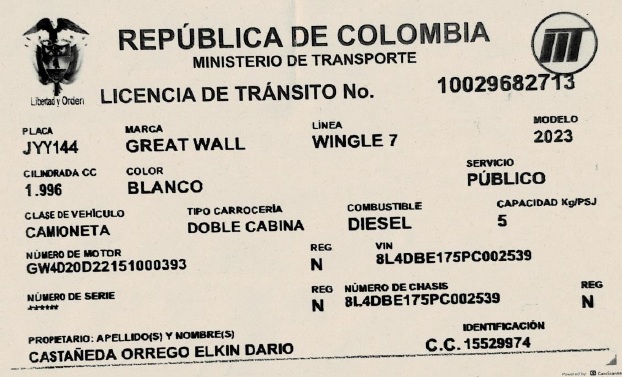 REPÚBLICA DE COLOMBIA
MINISTERIO DE TRANSPORTE
Libertad y Orden
LICENCIA DE TRÁNSITO No. 10029682713
PLACA MARCA LÍNEA MODELO
JYY144 GREAT WALL WINGLE 7 2023
CILINDRADA CC COLOR SERVICIO
1.996 BLANCO PÚBLICO
CLASE DE VEHÍCULO TIPO CARROCERÍA COMBUSTIBLE CAPACIDAD Kg/PSJ
CAMIONETA DOBLE CABINA DIESEL 5
NÚMERO DE MOTOR REG VIN
GW4D20D22151000393 N 8L4DBE175PC002539
NÚMERO DE SERIE REG NÚMERO DE CHASIS REG
****** N 8L4DBE175PC002539 N
PROPIETARIO: APELLIDO(S) Y NOMBRE(S) IDENTIFICACIÓN
CASTAÑEDA ORREGO ELKIN DARIO C.C. 15529974
Powered by CamScanner